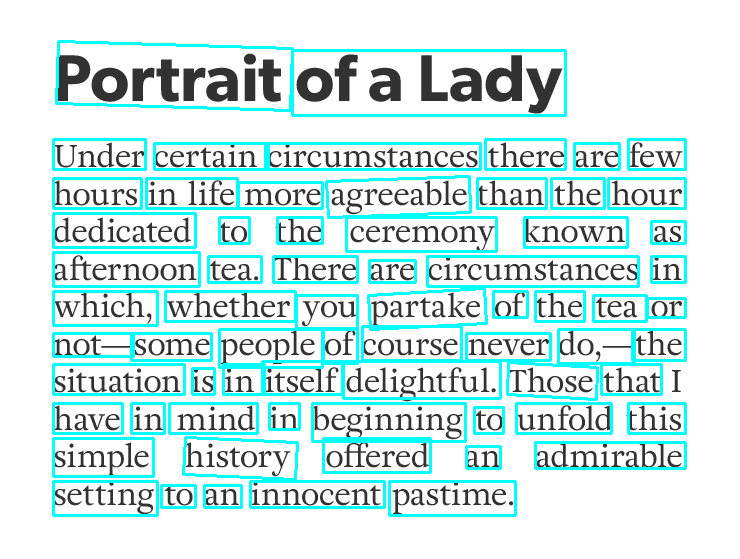 Portrait of a Lady
Under certain circumstances there are few
hours in life more agreeable than the hour
dedicated to the ceremony known as
afternoon tea. There are circumstances in
which, whether you partake of the tea or
not—some people of course never do,—the
situation is in itself delightful. Those that I
have in mind in beginning to unfold this
simple history offered an admirable
setting to an innocent pastime.